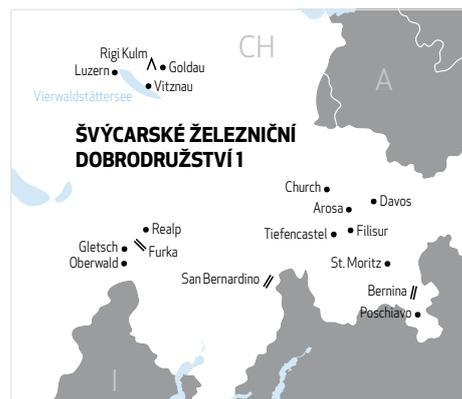 CH
Rigi Kulm
Luzern
Goldau
Vitznau
A
Vierwaldstättersee
ŠVÝCARSKÉ ŽELEZNIČNÍ
DOBRODRUŽSTVÍ 1
Church
Davos
Arosa
Realp
Tiefencastel
Filisur
Gletsch
Furka
Oberwald
St. Moritz
San Bernardino
Bernina
Poschiavo
I